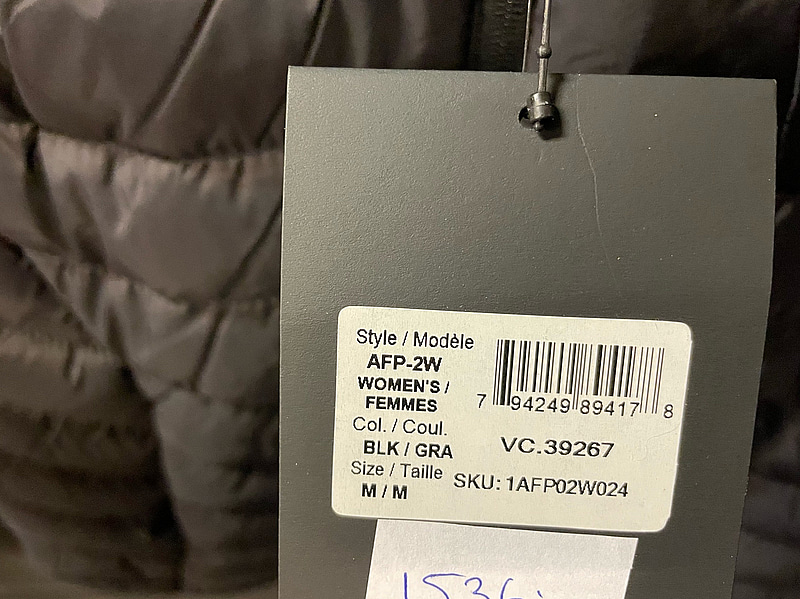 Style / Modèle
AFP-2W
WOMEN'S /
FEMMES
Col. / Coul.
BLK / GRA
Size / Taille
M / M
7 94249 89417 8
VC.39267
SKU: 1AFP02W024